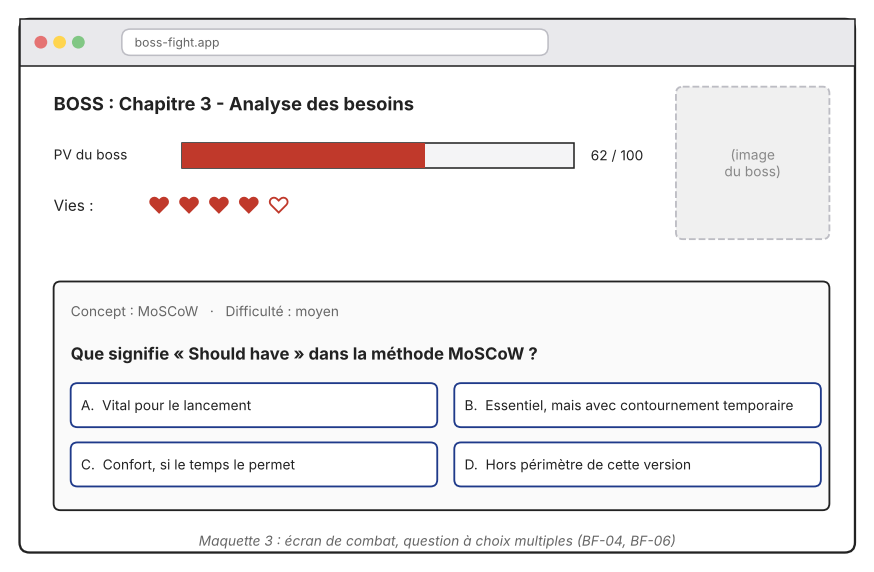 boss-fight.app
BOSS : Chapitre 3 - Analyse des besoins
PV du boss
62 / 100
(image
du boss)
Vies :
Concept : MoSCoW · Difficulté : moyen
Que signifie « Should have » dans la méthode MoSCoW ?
A. Vital pour le lancement
B. Essentiel, mais avec contournement temporaire
C. Confort, si le temps le permet
D. Hors périmètre de cette version
Maquette 3 : écran de combat, question à choix multiples (BF-04, BF-06)